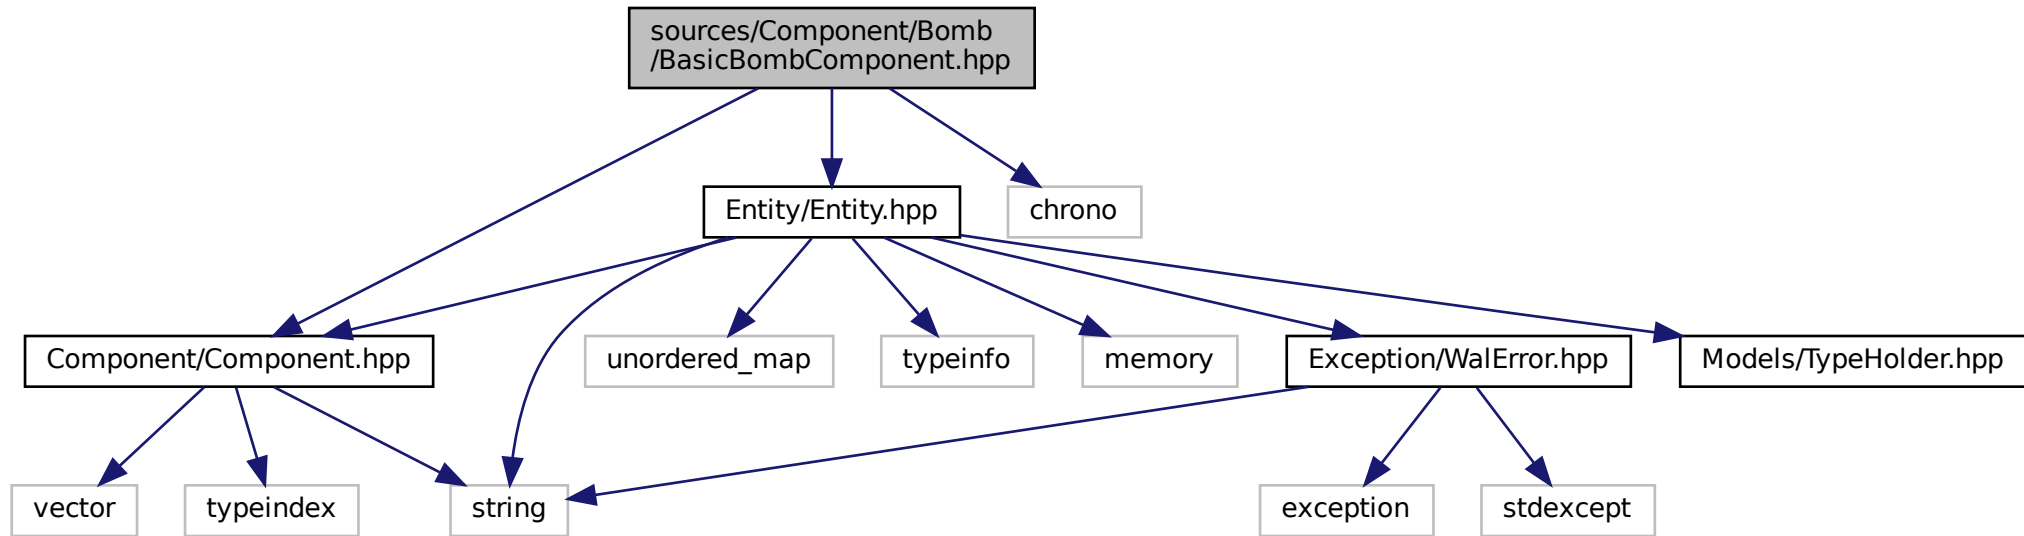 sources/Component/Bomb
/BasicBombComponent.hpp
Entity/Entity.hpp
chrono
Component/Component.hpp
unordered_map
typeinfo
memory
Exception/WalError.hpp
Models/TypeHolder.hpp
vector
typeindex
string
exception
stdexcept